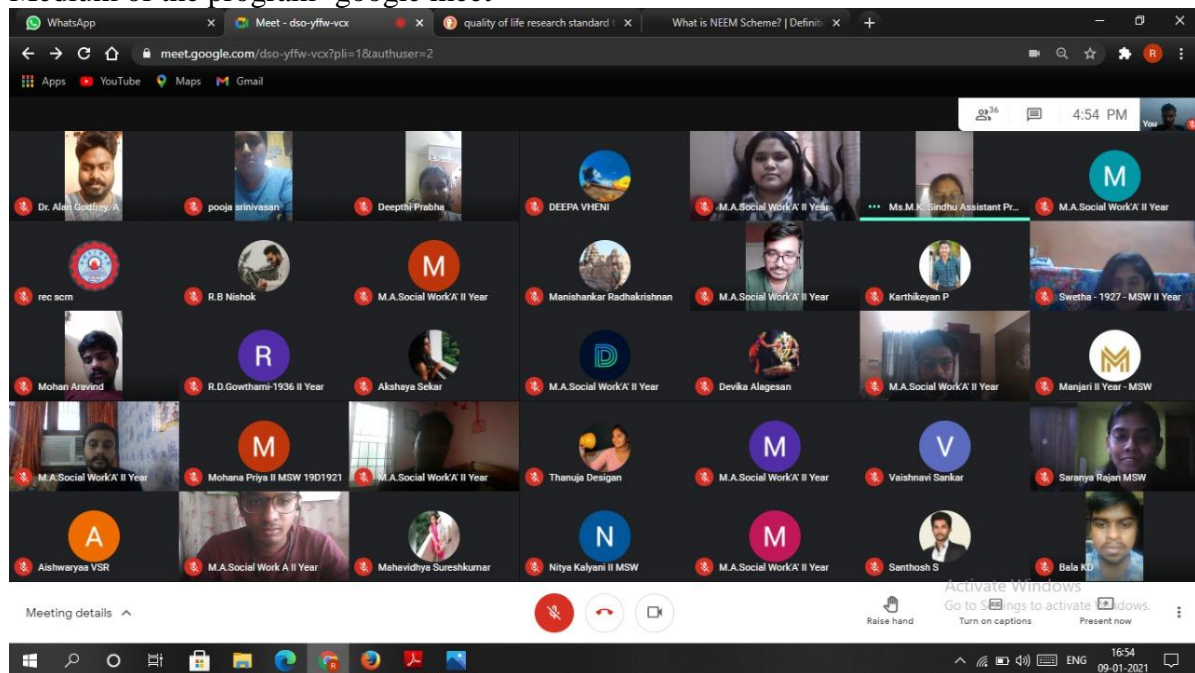 Medium of the program- google meet
WhatsApp
Meet - dso-yffw-vcx
quality of life research standard
What is NEEM Scheme? | Definiti
meet.google.com/dso-yffw-vcx?pli=1&authuser=2
R
Apps YouTube Maps Gmail
36
4:54 PM
You
Dr. Alan Godfrey. A
pooja srinivasan
Deepthi Prabha
DEEPA VHENI
M.A.Social Work'A' II Year
Ms.M.K. Sindhu Assistant Pr...
M
M.A.Social Work'A' II Year
rec scm
R.B Nishok
M
M.A.Social Work'A' II Year
Manishankar Radhakrishnan
M.A.Social Work'A' II Year
Karthikeyan P
Swetha - 1927 - MSW II Year
Mohan Aravind
R
R.D.Gowthami-1936 II Year
Akshaya Sekar
M.A.Social Work'A' II Year
Devika Alagesan
M.A.Social Work'A' II Year
Manjari II Year - MSW
M.A.Social Work'A' II Year
M
Mohana Priya II MSW 19D1921
M.A.Social Work'A' II Year
Thanuja Desigan
M
M.A.Social Work'A' II Year
V
Vaishnavi Sankar
Saranya Rajan MSW
A
Aishwaryaa VSR
M.A.Social Work A II Year
Mahavidhya Sureshkumar
N
Nitya Kalyani II MSW
M
M.A.Social Work'A' II Year
Santhosh S
Bala KD
Activate Windows
Go to Settings to activate Windows.
Meeting details
Raise hand
Turn on captions
Present now
ENG
16:54
09-01-2021